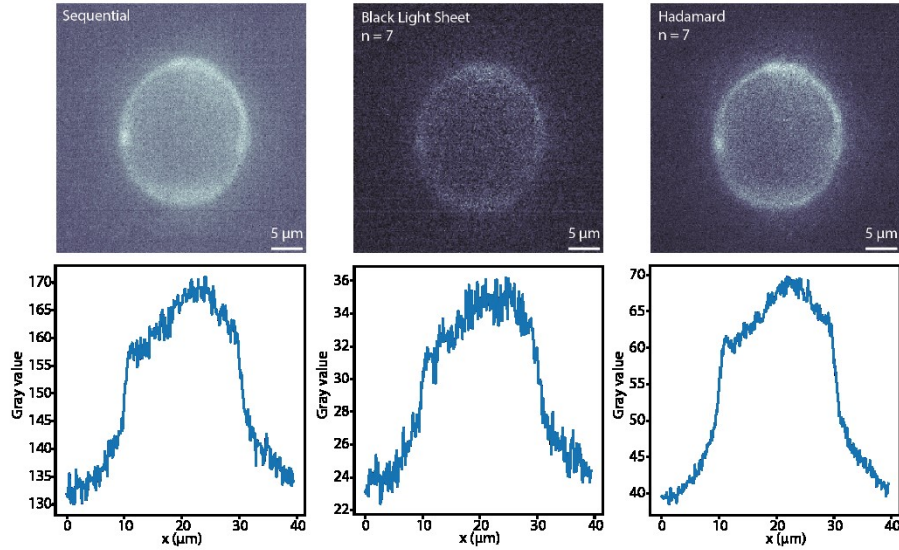 Sequential
Black Light Sheet
n = 7
Hadamard
n = 7
5 µm
5 µm
5 µm
Gray value
170
165
160
155
150
145
140
135
130
0
10
20
30
40
x (µm)
Gray value
36
34
32
30
28
26
24
22
0
10
20
30
40
x (µm)
Gray value
70
65
60
55
50
45
40
0
10
20
30
40
x (µm)